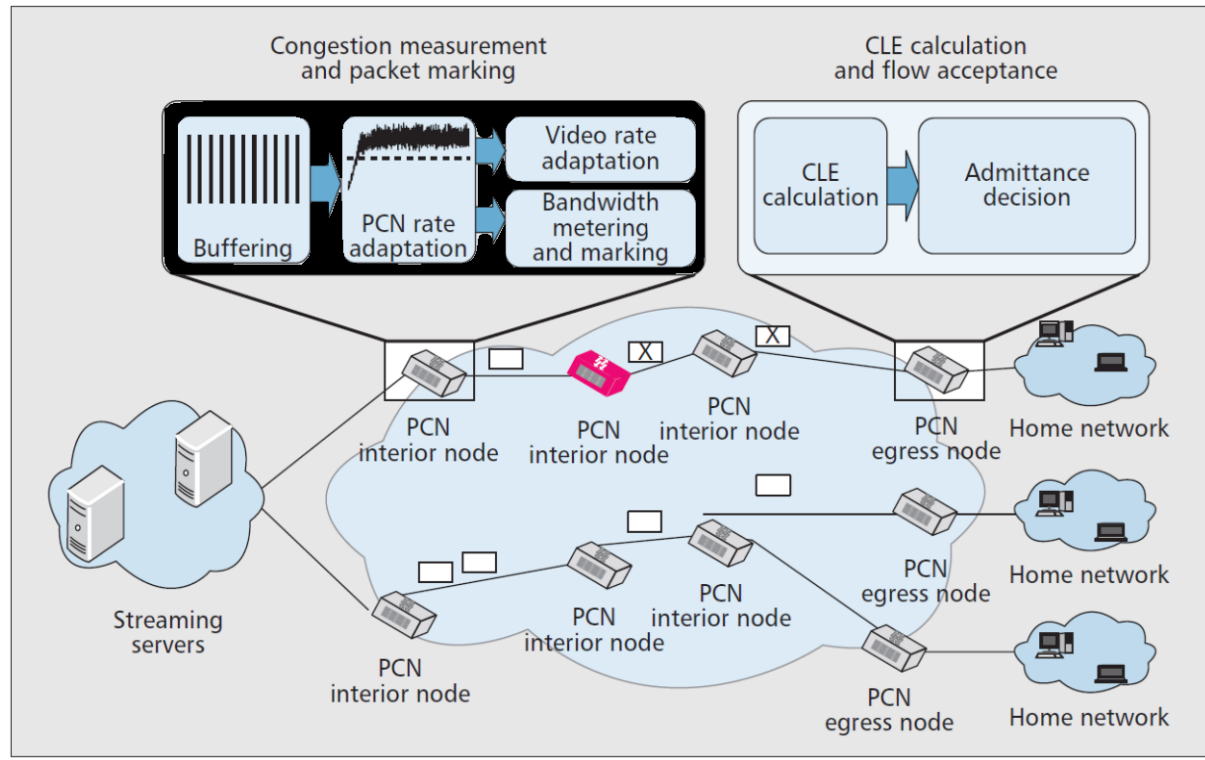 Congestion measurement
and packet marking
CLE calculation
and flow acceptance
Buffering
PCN rate
adaptation
Video rate
adaptation
Bandwidth
metering
and marking
CLE
calculation
Admittance
decision
X
X
PCN
interior node
PCN
interior node
PCN
interior node
PCN
egress node
Home network
Streaming
servers
PCN
interior node
PCN
interior node
PCN
interior node
PCN
egress node
Home network
PCN
egress node
Home network